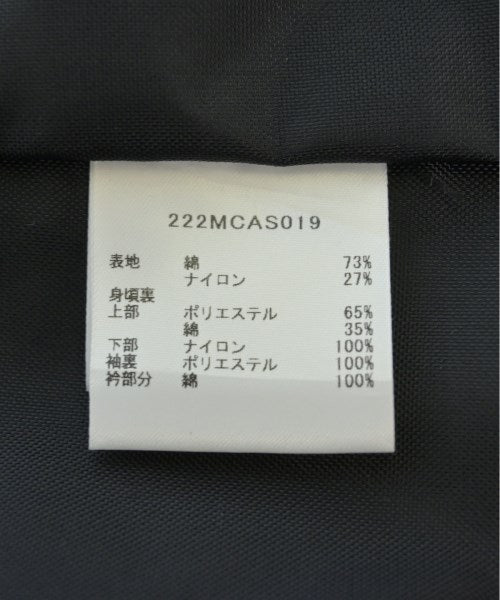 222MCAS019
表地 綿 73%
ナイロン 27%
身頃裏
上部 ポリエステル 65%
綿 35%
下部 ナイロン 100%
袖裏 ポリエステル 100%
衿部分 綿 100%